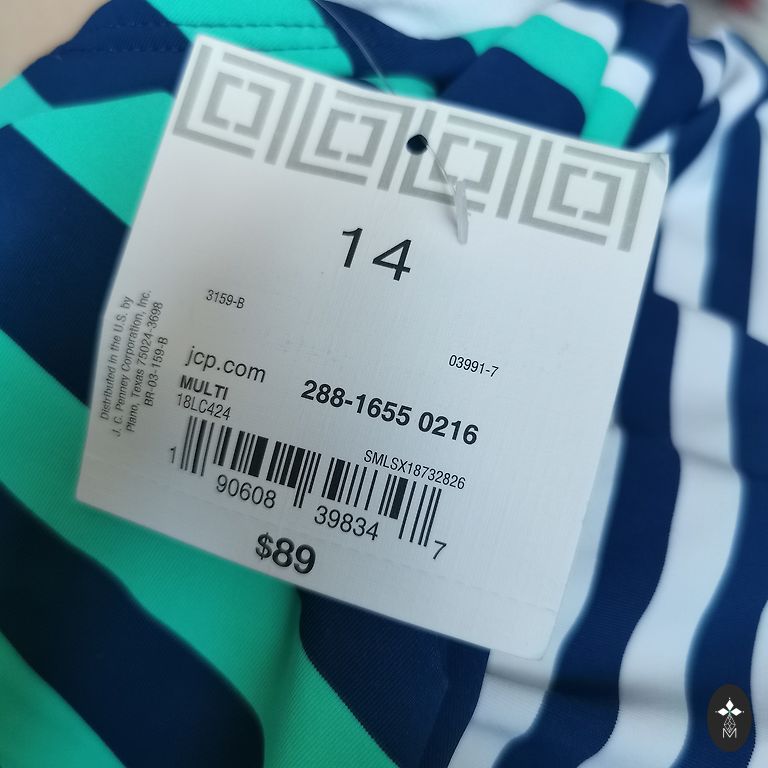 14
3159-B
03991-7
Distributed in the U.S. by
J. C. Penney Corporation, Inc.
Plano, Texas 75024-3698
BR-03-159-B
jcp.com
MULTI
18LC424
288-1655 0216
SMLSX18732826
1 90608 39834 7
$89
M